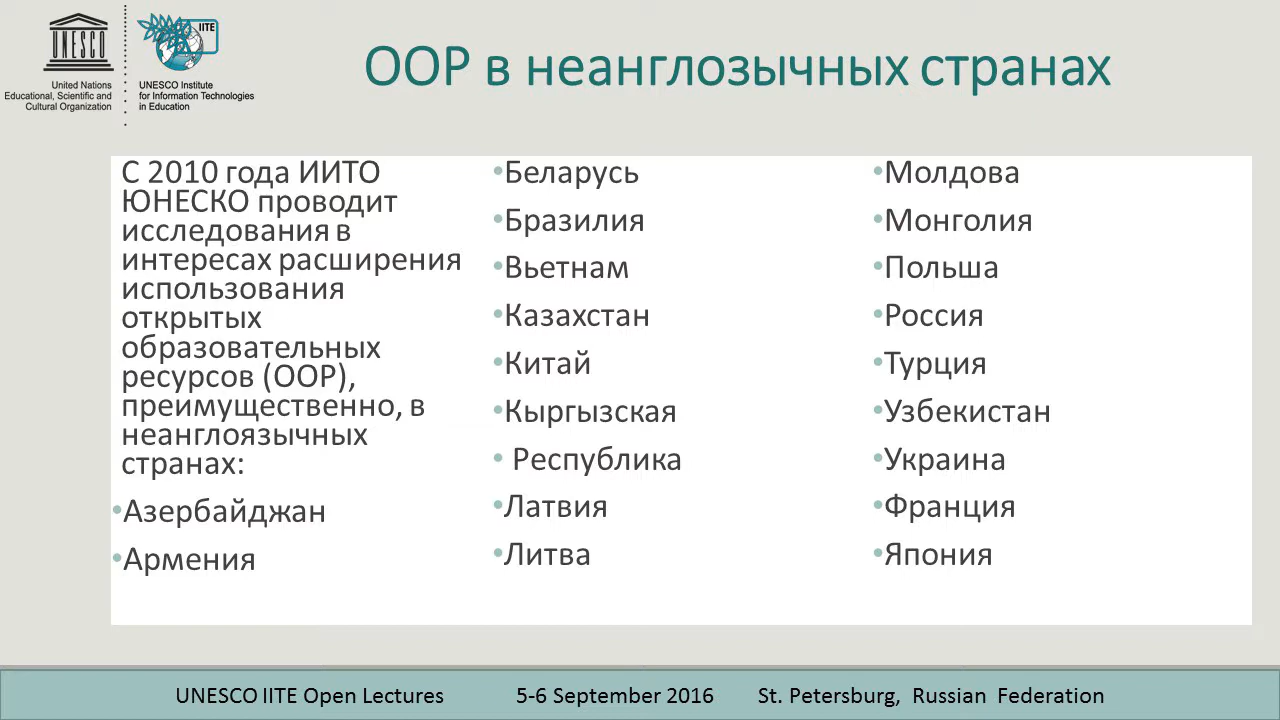 UNESCO
United Nations
Educational, Scientific and
Cultural Organization
IITE
UNESCO Institute
for Information Technologies
in Education
ООР в неанглозычных странах
С 2010 года ИИТО
ЮНЕСКО проводит
исследования в
интересах расширения
использования
открытых
образовательных
ресурсов (ООР),
преимущественно, в
неанглоязычных
странах:
•Азербайджан
•Армения
•Беларусь
•Бразилия
•Вьетнам
•Казахстан
•Китай
•Кыргызская
• Республика
•Латвия
•Литва
•Молдова
•Монголия
•Польша
•Россия
•Турция
•Узбекистан
•Украина
•Франция
•Япония
UNESCO IITE Open Lectures 5-6 September 2016 St. Petersburg, Russian Federation